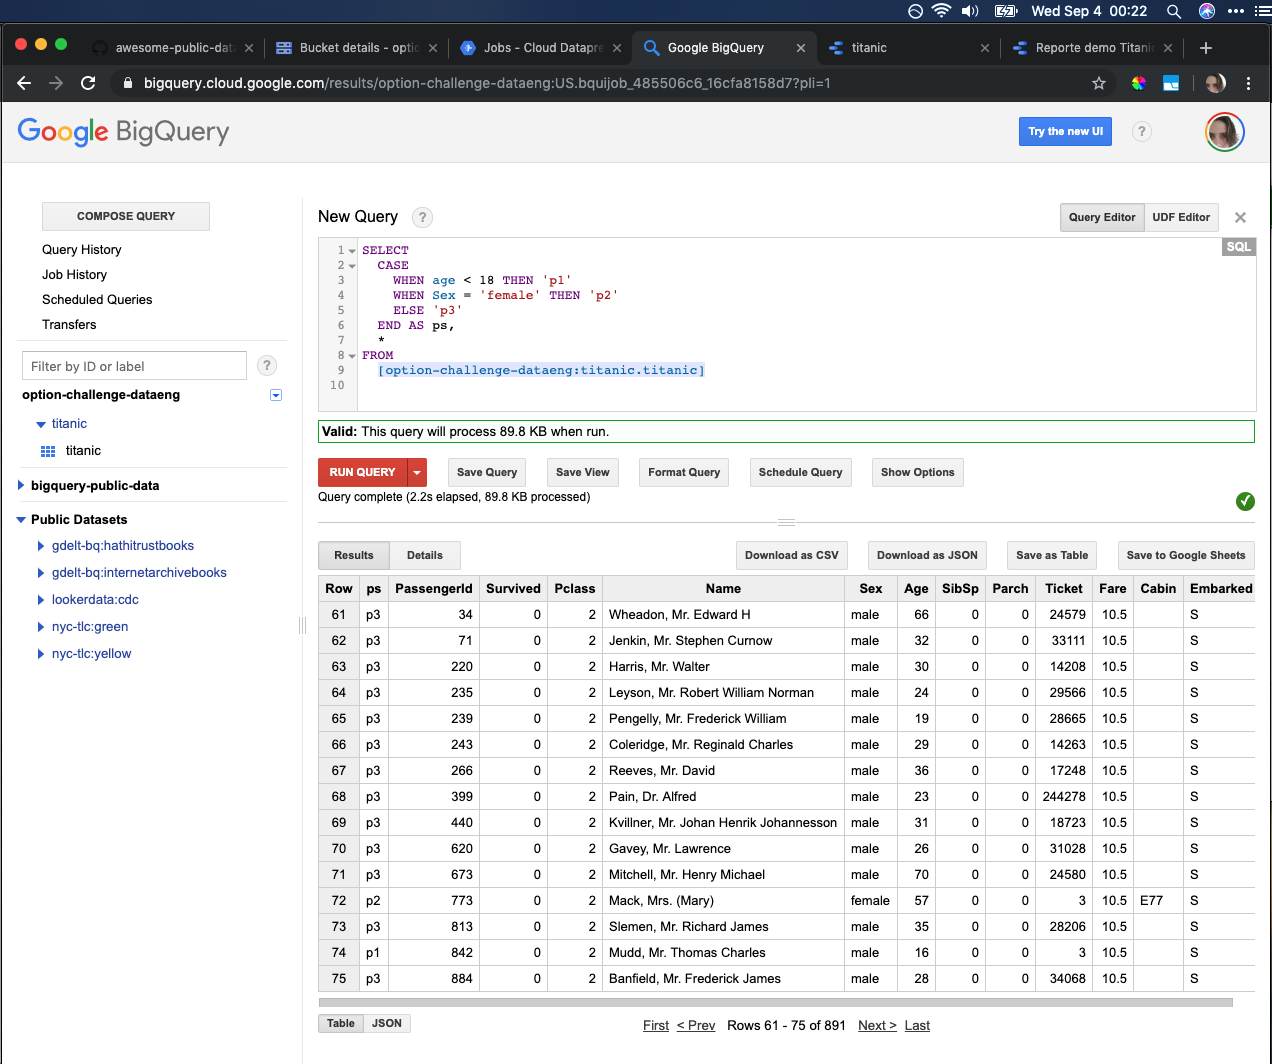 Wed Sep 4 00:22
awesome-public-dat
Bucket details - optic
Jobs - Cloud Datapre
Google BigQuery
titanic
Reporte demo Titanic
bigquery.cloud.google.com/results/option-challenge-dataeng:US.bquijob_485506c6_16cfa8158d7?pli=1
Google BigQuery
Try the new UI
?
COMPOSE QUERY
Query History
Job History
Scheduled Queries
Transfers
Filter by ID or label
?
option-challenge-dataeng
titanic
titanic
bigquery-public-data
Public Datasets
gdelt-bq:hathitrustbooks
gdelt-bq:internetarchivebooks
lookerdata:cdc
nyc-tlc:green
nyc-tlc:yellow
New Query ?
Query Editor UDF Editor
SQL
1 SELECT
2 CASE
3 WHEN age < 18 THEN 'p1'
4 WHEN Sex = 'female' THEN 'p2'
5 ELSE 'p3'
6 END AS ps,
7 *
8 FROM
9 [option-challenge-dataeng:titanic.titanic]
10
Valid: This query will process 89.8 KB when run.
RUN QUERY Save Query Save View Format Query Schedule Query Show Options
Query complete (2.2s elapsed, 89.8 KB processed)
Results Details Download as CSV Download as JSON Save as Table Save to Google Sheets
Row ps PassengerId Survived Pclass Name Sex Age SibSp Parch Ticket Fare Cabin Embarked
61 p3 34 0 2 Wheadon, Mr. Edward H male 66 0 0 24579 10.5 S
62 p3 71 0 2 Jenkin, Mr. Stephen Curnow male 32 0 0 33111 10.5 S
63 p3 220 0 2 Harris, Mr. Walter male 30 0 0 14208 10.5 S
64 p3 235 0 2 Leyson, Mr. Robert William Norman male 24 0 0 29566 10.5 S
65 p3 239 0 2 Pengelly, Mr. Frederick William male 19 0 0 28665 10.5 S
66 p3 243 0 2 Coleridge, Mr. Reginald Charles male 29 0 0 14263 10.5 S
67 p3 266 0 2 Reeves, Mr. David male 36 0 0 17248 10.5 S
68 p3 399 0 2 Pain, Dr. Alfred male 23 0 0 244278 10.5 S
69 p3 440 0 2 Kvillner, Mr. Johan Henrik Johannesson male 31 0 0 18723 10.5 S
70 p3 620 0 2 Gavey, Mr. Lawrence male 26 0 0 31028 10.5 S
71 p3 673 0 2 Mitchell, Mr. Henry Michael male 70 0 0 24580 10.5 S
72 p2 773 0 2 Mack, Mrs. (Mary) female 57 0 0 3 10.5 E77 S
73 p3 813 0 2 Slemen, Mr. Richard James male 35 0 0 28206 10.5 S
74 p1 842 0 2 Mudd, Mr. Thomas Charles male 16 0 0 3 10.5 S
75 p3 884 0 2 Banfield, Mr. Frederick James male 28 0 0 34068 10.5 S
Table JSON
First < Prev Rows 61 - 75 of 891 Next > Last